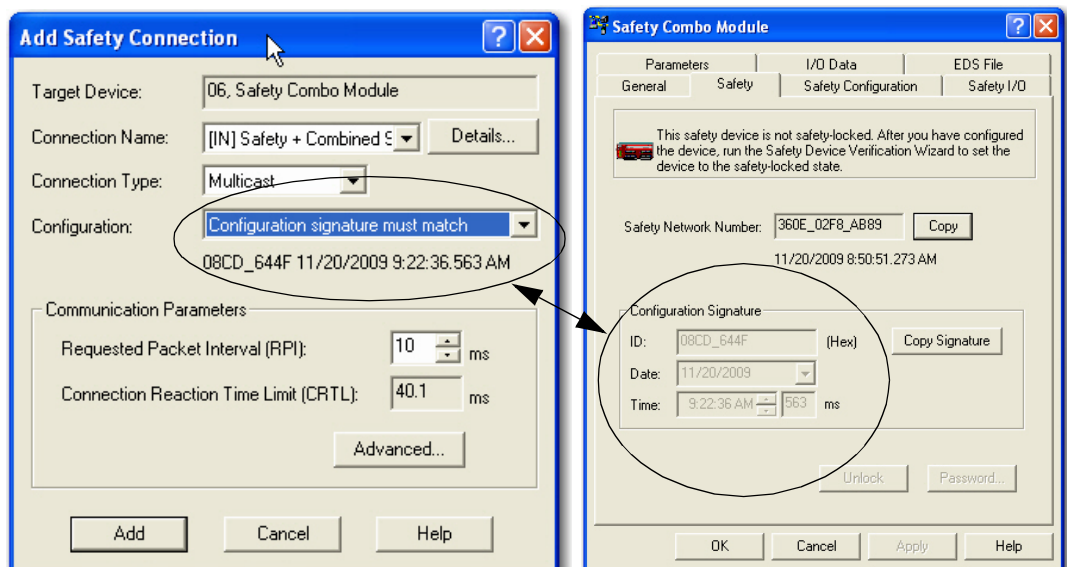 Add Safety Connection
Target Device: 06, Safety Combo Module
Connection Name: [IN] Safety + Combined S Details...
Connection Type: Multicast
Configuration: Configuration signature must match
08CD_644F 11/20/2009 9:22:36.563 AM
Communication Parameters
Requested Packet Interval (RPI): 10 ms
Connection Reaction Time Limit (CRTL): 40.1 ms
Advanced...
Add Cancel Help
Safety Combo Module
Parameters I/O Data EDS File
General Safety Safety Configuration Safety I/O
This safety device is not safety-locked. After you have configured
the device, run the Safety Device Verification Wizard to set the
device to the safety-locked state.
Safety Network Number: 360E_02F8_AB89 Copy
11/20/2009 8:50:51.273 AM
Configuration Signature
ID: 08CD_644F (Hex) Copy Signature
Date: 11/20/2009
Time: 9:22:36 AM 563 ms
Unlock Password...
OK Cancel Apply Help